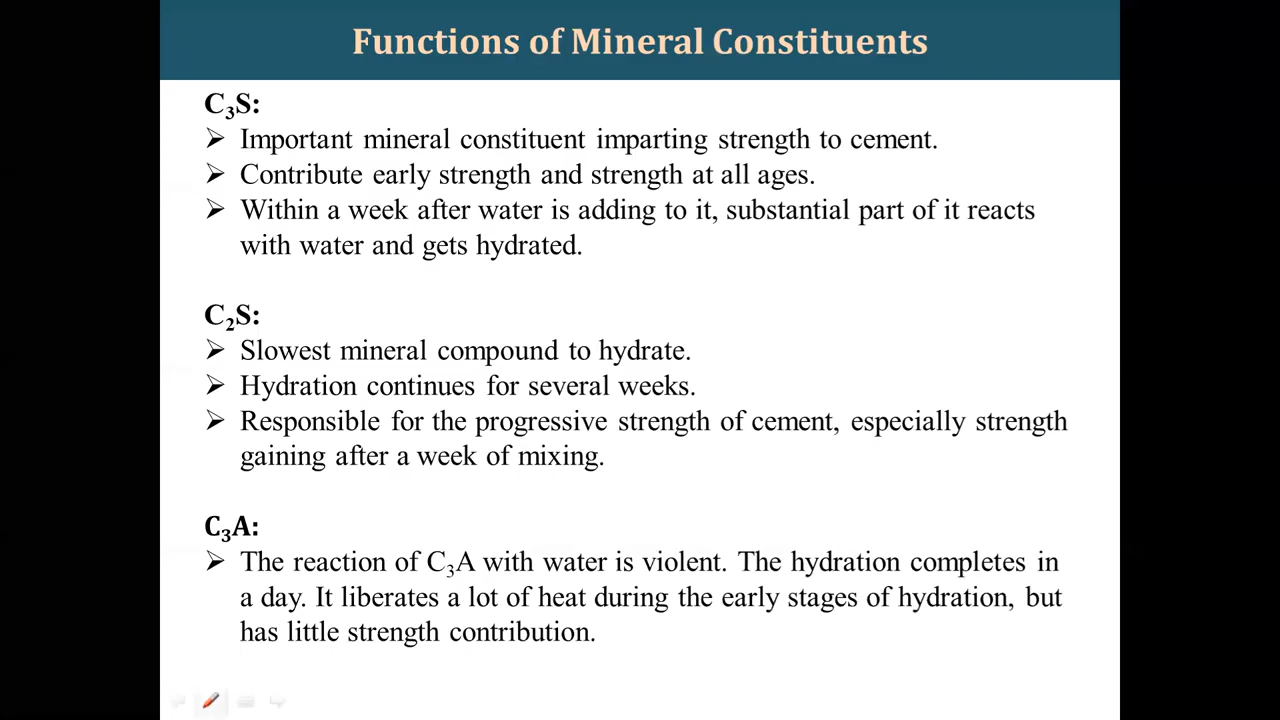 Functions of Mineral Constituents
C₃S:
➢ Important mineral constituent imparting strength to cement.
➢ Contribute early strength and strength at all ages.
➢ Within a week after water is adding to it, substantial part of it reacts
with water and gets hydrated.
C₂S:
➢ Slowest mineral compound to hydrate.
➢ Hydration continues for several weeks.
➢ Responsible for the progressive strength of cement, especially strength
gaining after a week of mixing.
C₃A:
➢ The reaction of C₃A with water is violent. The hydration completes in
a day. It liberates a lot of heat during the early stages of hydration, but
has little strength contribution.